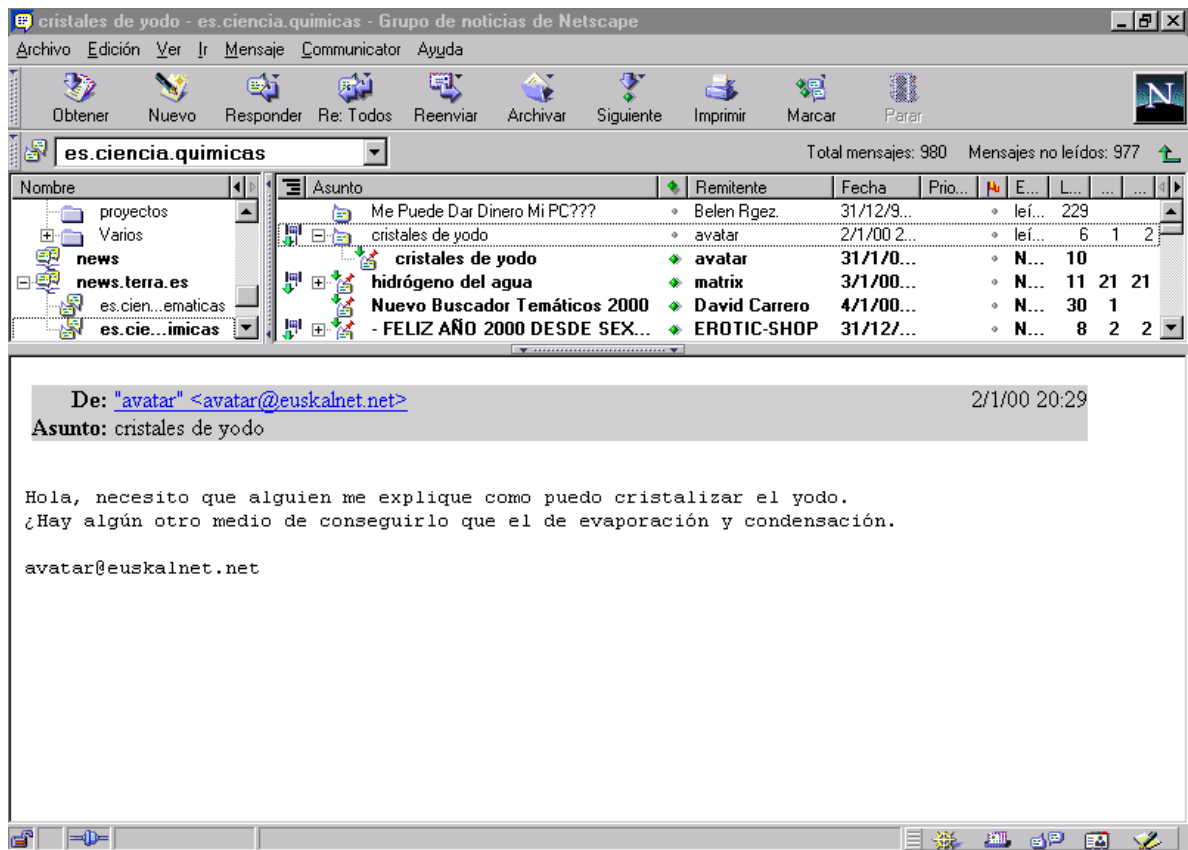 cristales de yodo - es.ciencia.quimicas - Grupo de noticias de Netscape
Archivo Edición Ver Ir Mensaje Communicator Ayuda
Obtener Nuevo Responder Re: Todos Reenviar Archivar Siguiente Imprimir Marcar Parar
N
es.ciencia.quimicas Total mensajes: 980 Mensajes no leídos: 977
Nombre Asunto Remitente Fecha Prio... E... L... ... ...
proyectos Me Puede Dar Dinero Mi PC??? Belen Rgez. 31/12/9... leí... 229
Varios cristales de yodo avatar 2/1/00 2... leí... 6 1 2
news cristales de yodo avatar 31/1/0... N... 10
news.terra.es hidrógeno del agua matrix 3/1/00... N... 11 21 21
es.cien...ematicas Nuevo Buscador Temáticos 2000 David Carrero 4/1/00... N... 30 1
es.cie...imicas - FELIZ AÑO 2000 DESDE SEX... EROTIC-SHOP 31/12/... N... 8 2 2
De: "avatar" <avatar@euskalnet.net> 2/1/00 20:29
Asunto: cristales de yodo
Hola, necesito que alguien me explique como puedo cristalizar el yodo.
¿Hay algún otro medio de conseguirlo que el de evaporación y condensación.
avatar@euskalnet.net